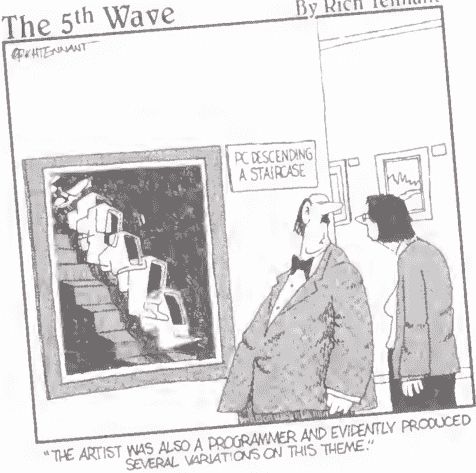 The 5th Wave
By Rich Tennant
©RICHTENNANT
PC DESCENDING
A STAIRCASE
"THE ARTIST WAS ALSO A PROGRAMMER AND EVIDENTLY PRODUCED
SEVERAL VARIATIONS ON THIS THEME."